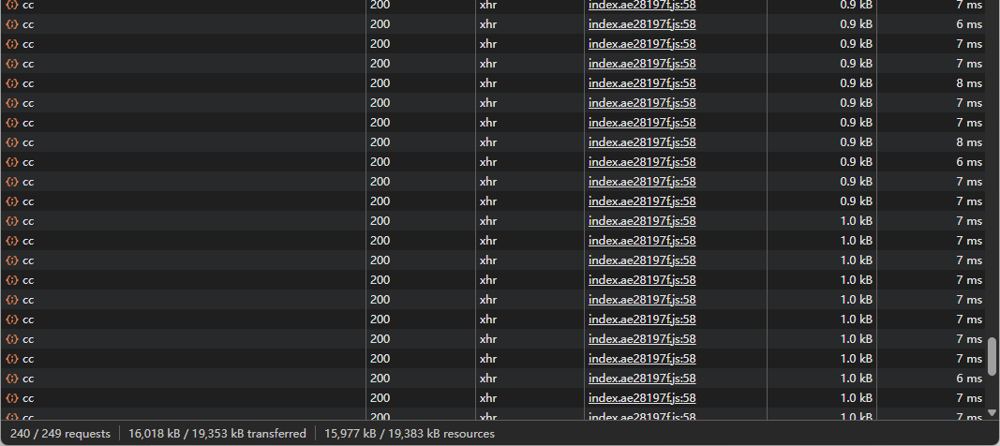 cc 200 xhr index.ae28197f.js:58 0.9 kB 7 ms
cc 200 xhr index.ae28197f.js:58 0.9 kB 6 ms
cc 200 xhr index.ae28197f.js:58 0.9 kB 7 ms
cc 200 xhr index.ae28197f.js:58 0.9 kB 7 ms
cc 200 xhr index.ae28197f.js:58 0.9 kB 8 ms
cc 200 xhr index.ae28197f.js:58 0.9 kB 7 ms
cc 200 xhr index.ae28197f.js:58 0.9 kB 7 ms
cc 200 xhr index.ae28197f.js:58 0.9 kB 8 ms
cc 200 xhr index.ae28197f.js:58 0.9 kB 6 ms
cc 200 xhr index.ae28197f.js:58 0.9 kB 7 ms
cc 200 xhr index.ae28197f.js:58 0.9 kB 7 ms
cc 200 xhr index.ae28197f.js:58 1.0 kB 7 ms
cc 200 xhr index.ae28197f.js:58 1.0 kB 7 ms
cc 200 xhr index.ae28197f.js:58 1.0 kB 7 ms
cc 200 xhr index.ae28197f.js:58 1.0 kB 7 ms
cc 200 xhr index.ae28197f.js:58 1.0 kB 7 ms
cc 200 xhr index.ae28197f.js:58 1.0 kB 7 ms
cc 200 xhr index.ae28197f.js:58 1.0 kB 7 ms
cc 200 xhr index.ae28197f.js:58 1.0 kB 7 ms
cc 200 xhr index.ae28197f.js:58 1.0 kB 6 ms
cc 200 xhr index.ae28197f.js:58 1.0 kB 7 ms
cc 200 xhr index.ae28197f.js:58 1.0 kB 7 ms
240 / 249 requests 16,018 kB / 19,353 kB transferred 15,977 kB / 19,383 kB resources